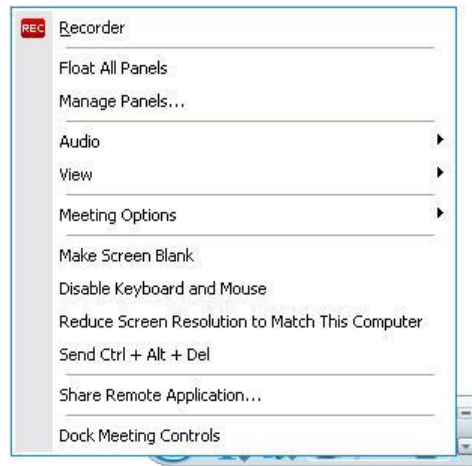 REC Recorder
Float All Panels
Manage Panels...
Audio
View
Meeting Options
Make Screen Blank
Disable Keyboard and Mouse
Reduce Screen Resolution to Match This Computer
Send Ctrl + Alt + Del
Share Remote Application...
Dock Meeting Controls